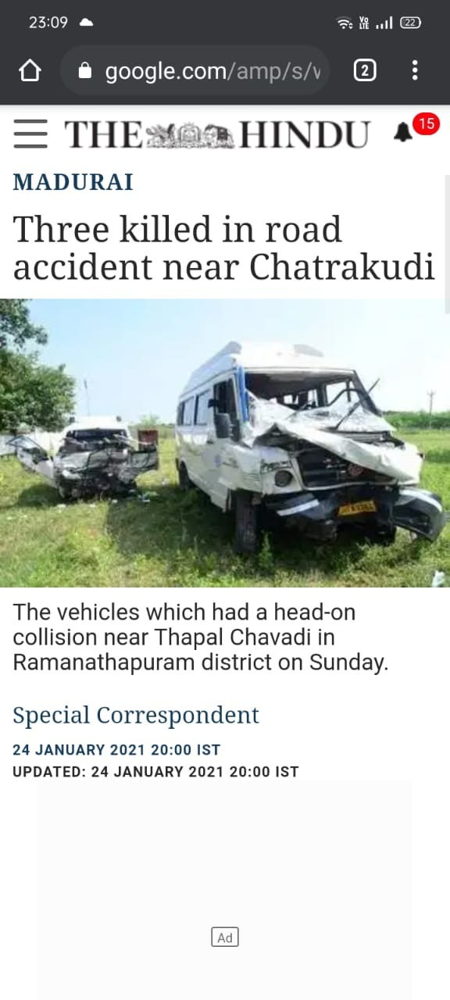 23:09
VO
LTE
22
google.com/amp/s/
2
THE HINDU
15
MADURAI
Three killed in road
accident near Chatrakudi
The vehicles which had a head-on
collision near Thapal Chavadi in
Ramanathapuram district on Sunday.
Special Correspondent
24 JANUARY 2021 20:00 IST
UPDATED: 24 JANUARY 2021 20:00 IST
Ad